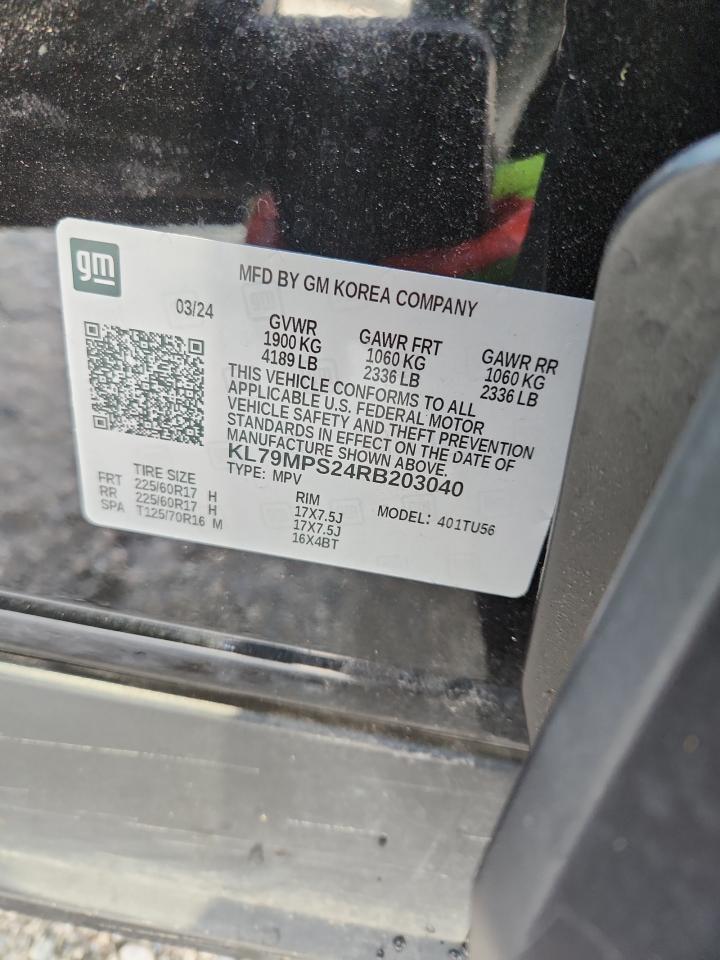 gm
MFD BY GM KOREA COMPANY
03/24
GVWR
1900 KG
4189 LB
GAWR FRT
1060 KG
2336 LB
GAWR RR
1060 KG
2336 LB
THIS VEHICLE CONFORMS TO ALL
APPLICABLE U.S. FEDERAL MOTOR
VEHICLE SAFETY AND THEFT PREVENTION
STANDARDS IN EFFECT ON THE DATE OF
MANUFACTURE SHOWN ABOVE.
KL79MPS24RB203040
TYPE: MPV
TIRE SIZE
FRT 225/60R17 H
RR 225/60R17 H
SPA T125/70R16 M
RIM
17X7.5J
17X7.5J
16X4BT
MODEL: 401TU56